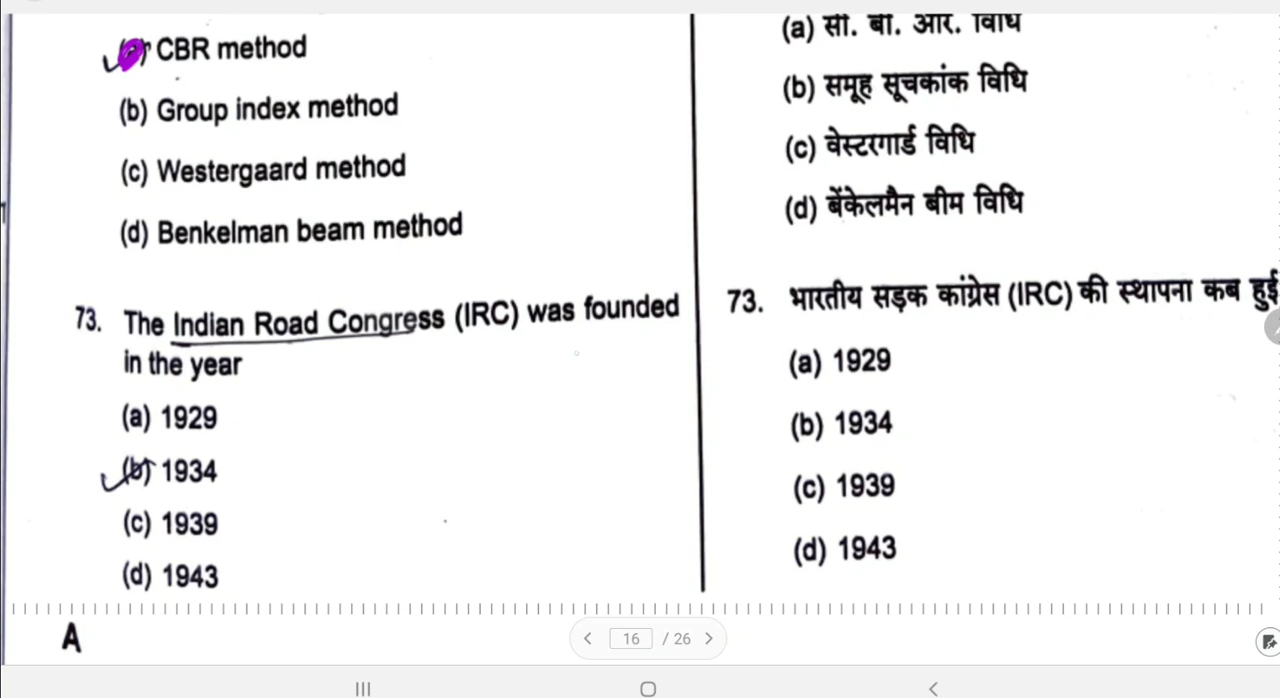 CBR method
(b) Group index method
(c) Westergaard method
(d) Benkelman beam method
73. The Indian Road Congress (IRC) was founded
in the year
(a) 1929
(b) 1934
(c) 1939
(d) 1943
A
(a) सी. बी. आर. विधि
(b) समूह सूचकांक विधि
(c) वेस्टरगार्ड विधि
(d) बेंकेलमैन बीम विधि
73. भारतीय सड़क कांग्रेस (IRC) की स्थापना कब हुई
(a) 1929
(b) 1934
(c) 1939
(d) 1943
16 / 26